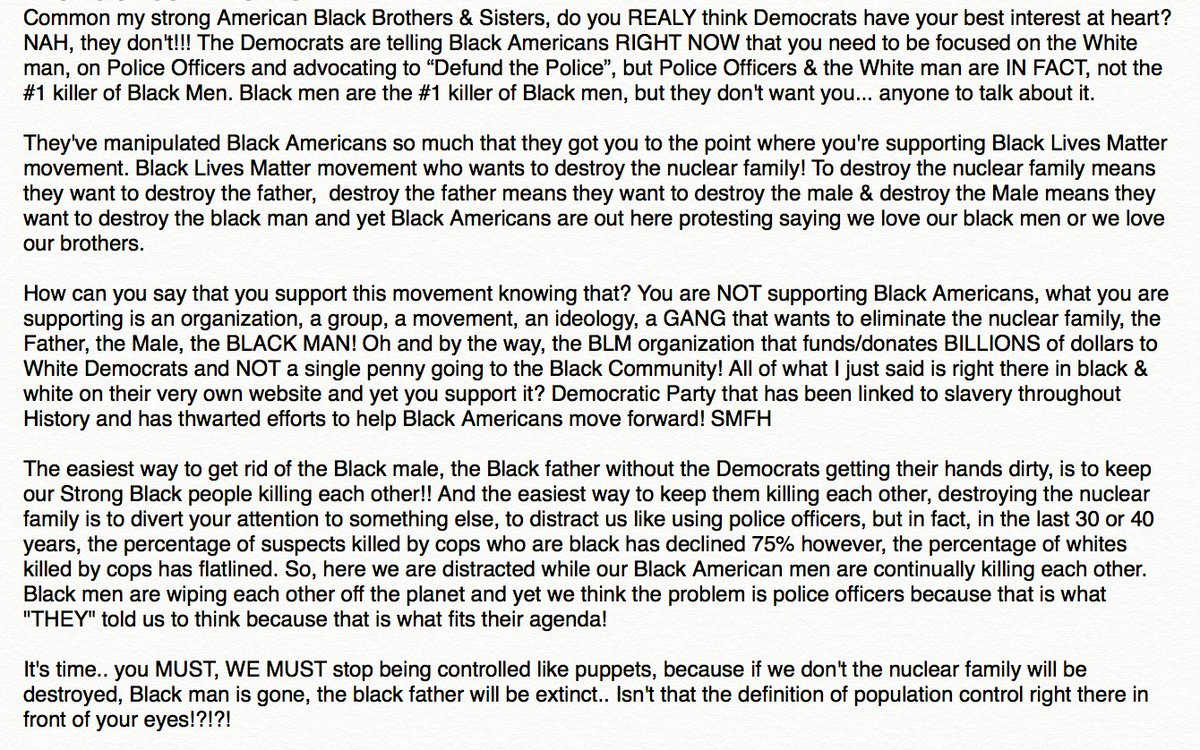 Common my strong American Black Brothers & Sisters, do you REALY think Democrats have your best interest at heart?
NAH, they don't!!! The Democrats are telling Black Americans RIGHT NOW that you need to be focused on the White
man, on Police Officers and advocating to “Defund the Police”, but Police Officers & the White man are IN FACT, not the
#1 killer of Black Men. Black men are the #1 killer of Black men, but they don't want you... anyone to talk about it.

They've manipulated Black Americans so much that they got you to the point where you're supporting Black Lives Matter
movement. Black Lives Matter movement who wants to destroy the nuclear family! To destroy the nuclear family means
they want to destroy the father,  destroy the father means they want to destroy the male & destroy the Male means they
want to destroy the black man and yet Black Americans are out here protesting saying we love our black men or we love
our brothers.

How can you say that you support this movement knowing that? You are NOT supporting Black Americans, what you are
supporting is an organization, a group, a movement, an ideology, a GANG that wants to eliminate the nuclear family, the
Father, the Male, the BLACK MAN! Oh and by the way, the BLM organization that funds/donates BILLIONS of dollars to
White Democrats and NOT a single penny going to the Black Community! All of what I just said is right there in black &
white on their very own website and yet you support it? Democratic Party that has been linked to slavery throughout
History and has thwarted efforts to help Black Americans move forward! SMFH

The easiest way to get rid of the Black male, the Black father without the Democrats getting their hands dirty, is to keep
our Strong Black people killing each other!! And the easiest way to keep them killing each other, destroying the nuclear
family is to divert your attention to something else, to distract us like using police officers, but in fact, in the last 30 or 40
years, the percentage of suspects killed by cops who are black has declined 75% however, the percentage of whites
killed by cops has flatlined. So, here we are distracted while our Black American men are continually killing each other.
Black men are wiping each other off the planet and yet we think the problem is police officers because that is what
"THEY" told us to think because that is what fits their agenda!

It's time.. you MUST, WE MUST stop being controlled like puppets, because if we don't the nuclear family will be
destroyed, Black man is gone, the black father will be extinct.. Isn't that the definition of population control right there in
front of your eyes!?!?!